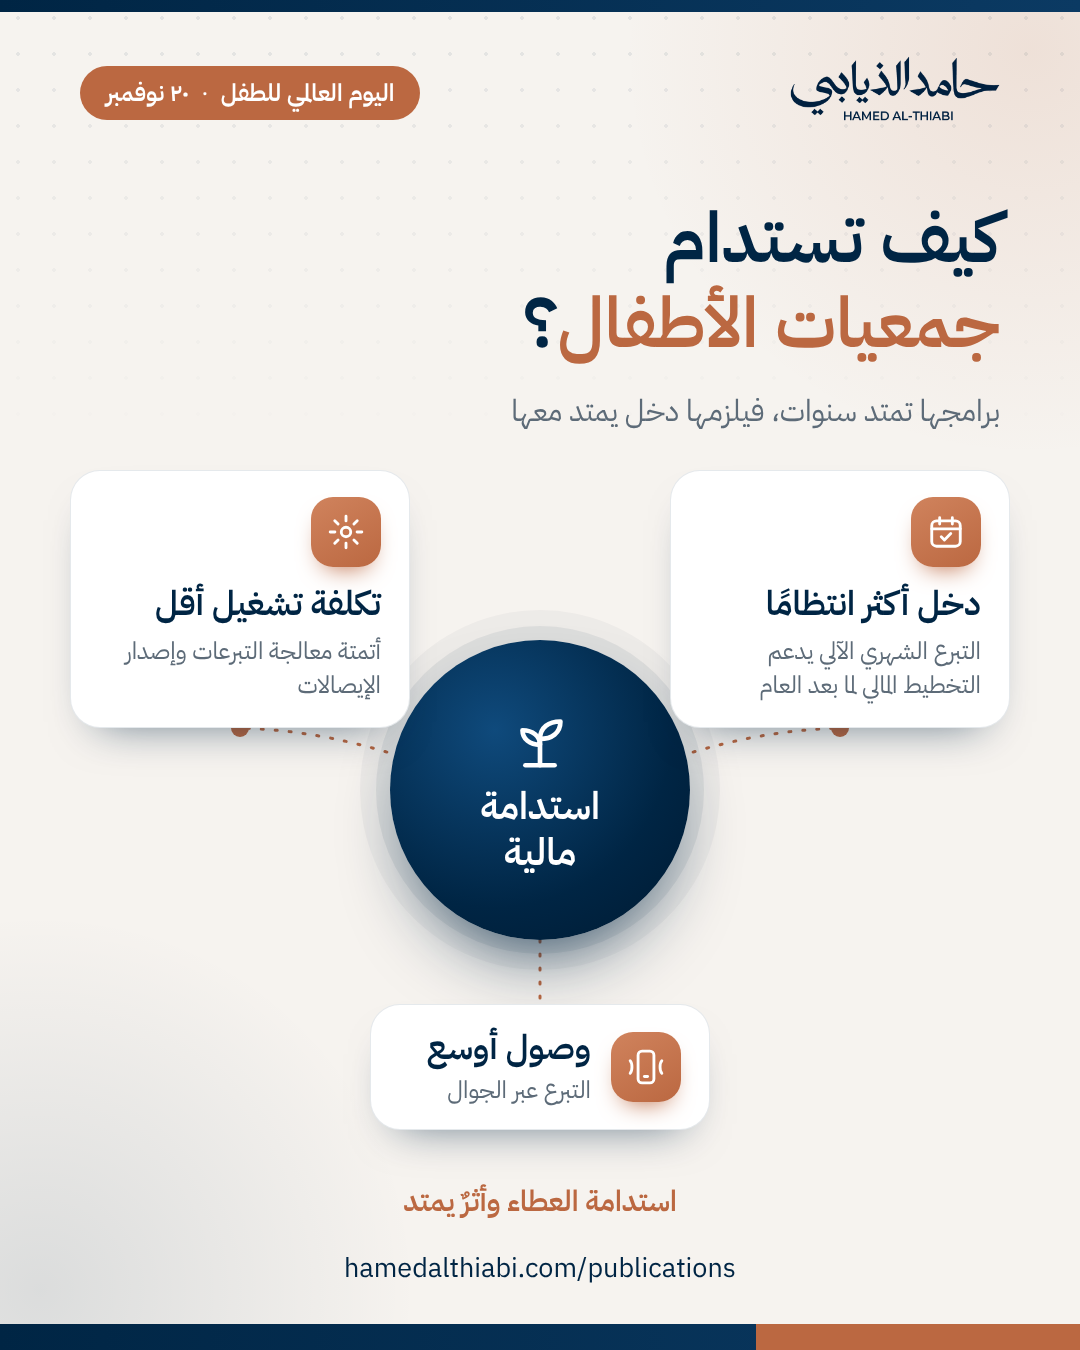 حامد الذيابي
HAMED AL-THIABI
اليوم العالمي للطفل · ٢٠ نوفمبر
كيف تستدام
جمعيات الأطفال؟
برامجها تمتد سنوات، فيلزمها دخل يمتد معها
دخل أكثر انتظامًا
التبرع الشهري الآلي يدعم
التخطيط المالي لما بعد العام
تكلفة تشغيل أقل
أتمتة معالجة التبرعات وإصدار
الإيصالات
استدامة
مالية
وصول أوسع
التبرع عبر الجوال
استدامة العطاء وأثرٌ يمتد
hamedalthiabi.com/publications